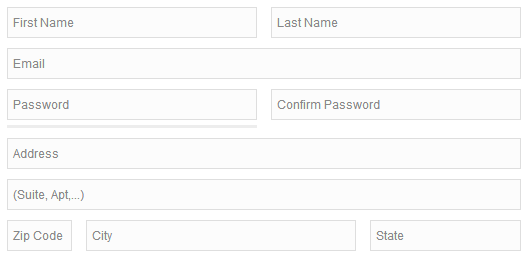 First Name Last Name
Email
Password Confirm Password
Address
(Suite, Apt,...)
Zip Code City State